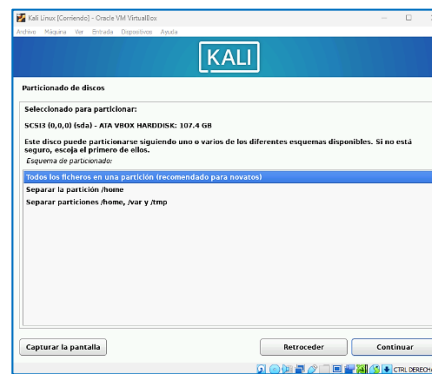 Kali Linux [Corriendo] - Oracle VM VirtualBox
Archivo Máquina Ver Entrada Dispositivos Ayuda
KALI
Particionado de discos
Seleccionado para particionar:
SCSI3 (0,0,0) (sda) - ATA VBOX HARDDISK: 107.4 GB
Este disco puede particionarse siguiendo uno o varios de los diferentes esquemas disponibles. Si no está
seguro, escoja el primero de ellos.
Esquema de particionado:
Todos los ficheros en una partición (recomendado para novatos)
Separar la partición /home
Separar particiones /home, /var y /tmp
Capturar la pantalla
Retroceder
Continuar
CTRL DERECHA